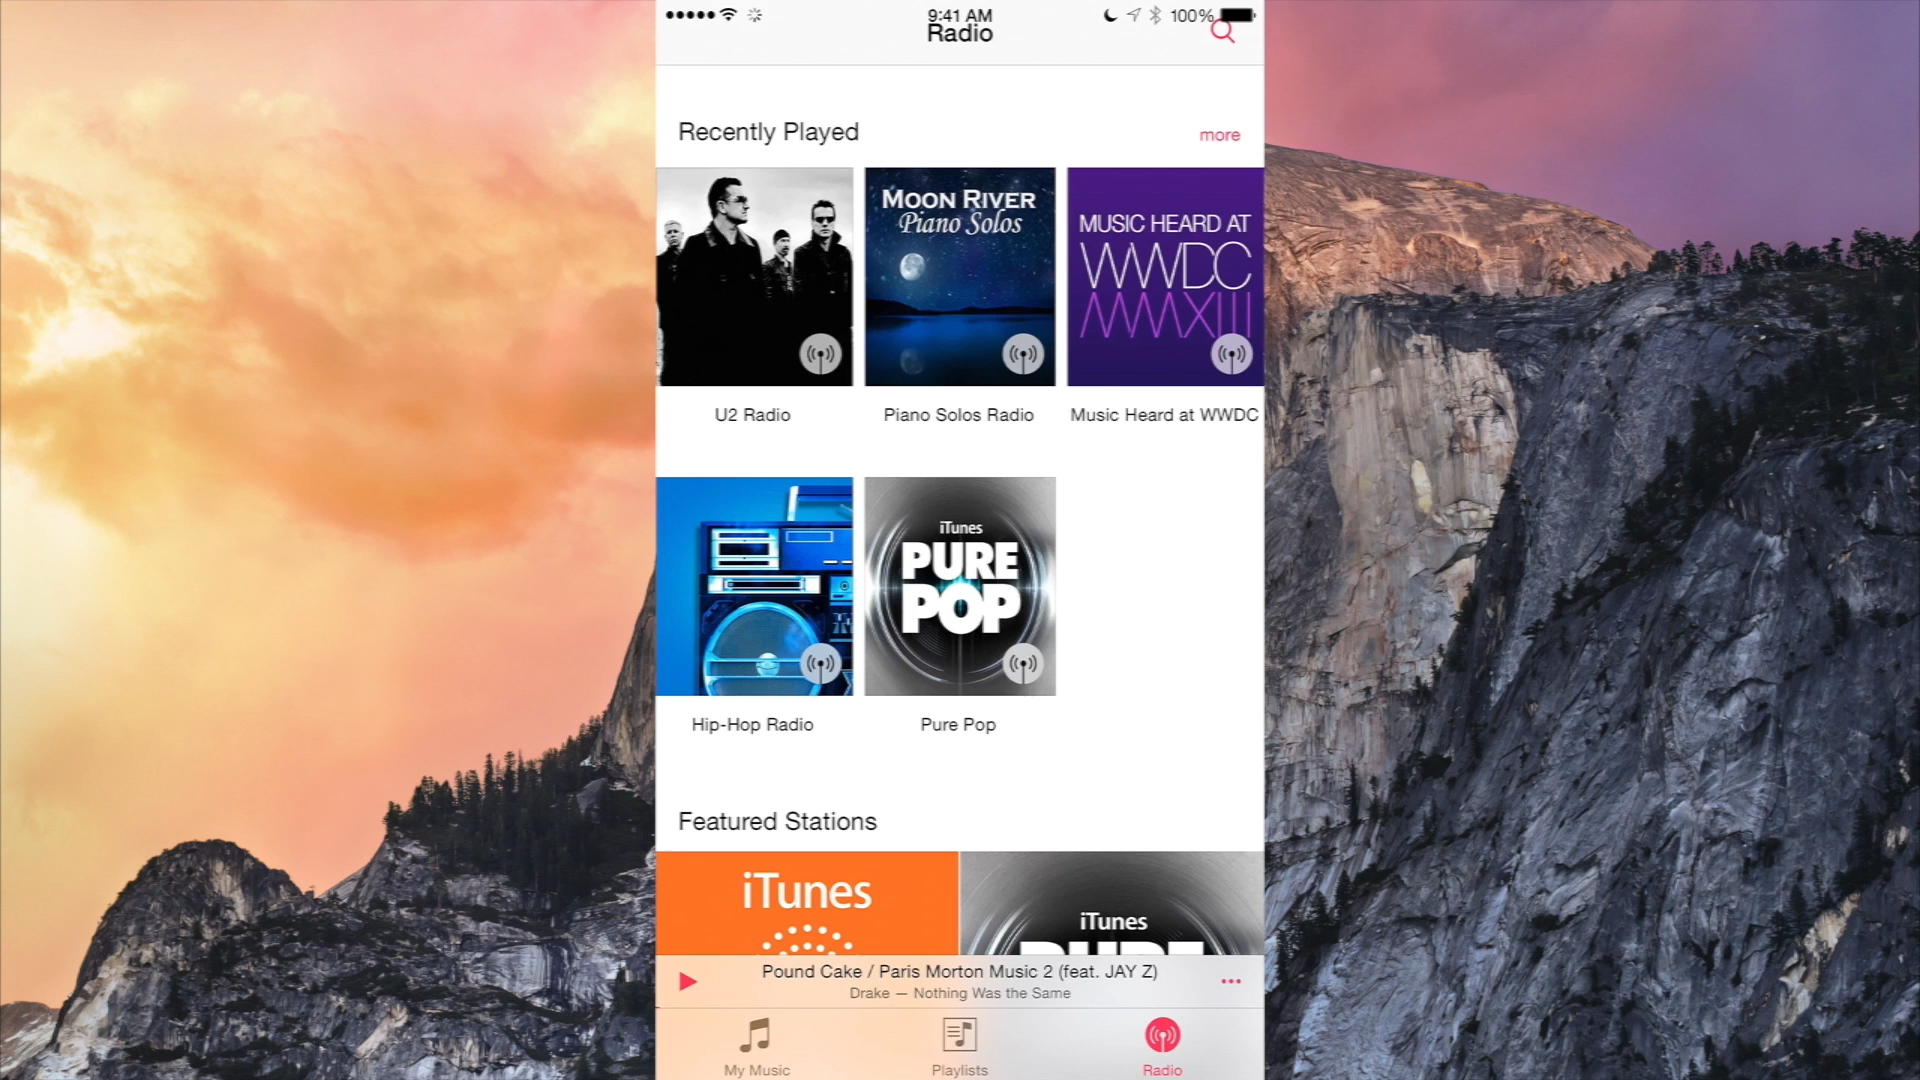 9:41 AM
100%
Radio
Recently Played
more
MOON RIVER
Piano Solos
MUSIC HEARD AT
WWDC
MMXIII
U2 Radio
Piano Solos Radio
Music Heard at WWDC
iTunes
PURE
POP
Hip-Hop Radio
Pure Pop
Featured Stations
iTunes
iTunes
PURE
Pound Cake / Paris Morton Music 2 (feat. JAY Z)
Drake — Nothing Was the Same
My Music
Playlists
Radio